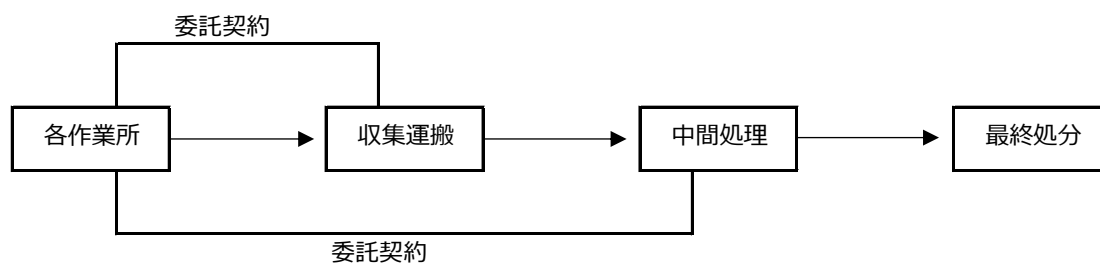 委託契約
各作業所
収集運搬
中間処理
最終処分
委託契約